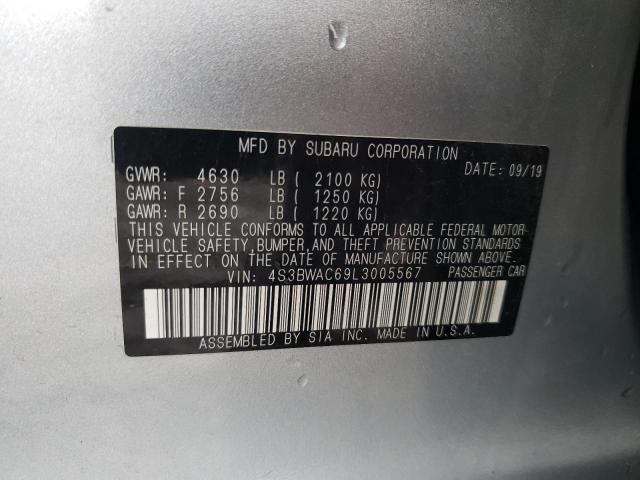 MFD BY SUBARU CORPORATION
DATE: 09/19
GVWR: 4630 LB ( 2100 KG)
GAWR: F 2756 LB ( 1250 KG)
GAWR: R 2690 LB ( 1220 KG)
THIS VEHICLE CONFORMS TO ALL APPLICABLE FEDERAL MOTOR
VEHICLE SAFETY, BUMPER, AND THEFT PREVENTION STANDARDS
IN EFFECT ON THE DATE OF MANUFACTURE SHOWN ABOVE.
VIN: 4S3BWAC69L3005567 PASSENGER CAR
ASSEMBLED BY SIA INC. MADE IN U.S.A.